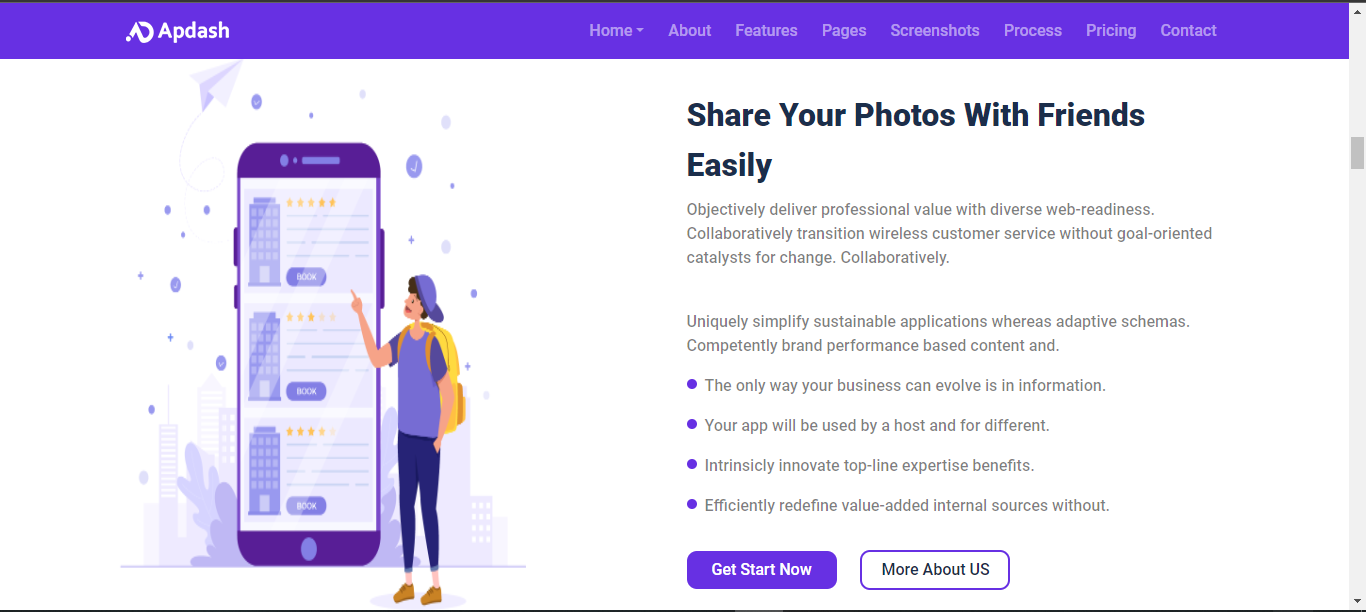 Apdash
Home About Features Pages Screenshots Process Pricing Contact
Share Your Photos With Friends
Easily
Objectively deliver professional value with diverse web-readiness.
Collaboratively transition wireless customer service without goal-oriented
catalysts for change. Collaboratively.
Uniquely simplify sustainable applications whereas adaptive schemas.
Competently brand performance based content and.
The only way your business can evolve is in information.
Your app will be used by a host and for different.
Intrinsicly innovate top-line expertise benefits.
Efficiently redefine value-added internal sources without.
Get Start Now
More About US
BOOK
BOOK
BOOK